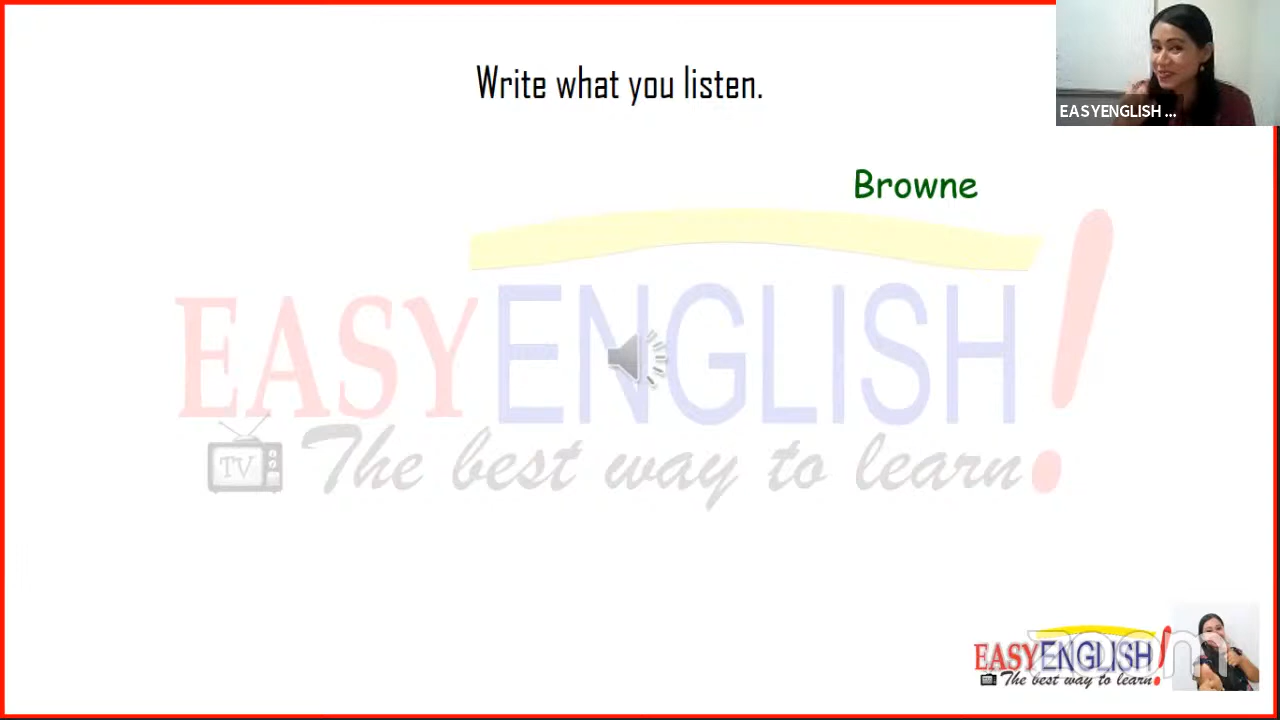 Write what you listen.
EASYENGLISH ...
Browne
EASYENGLISH!
TV The best way to learn
zoom
EASYENGLISH!
The best way to learn